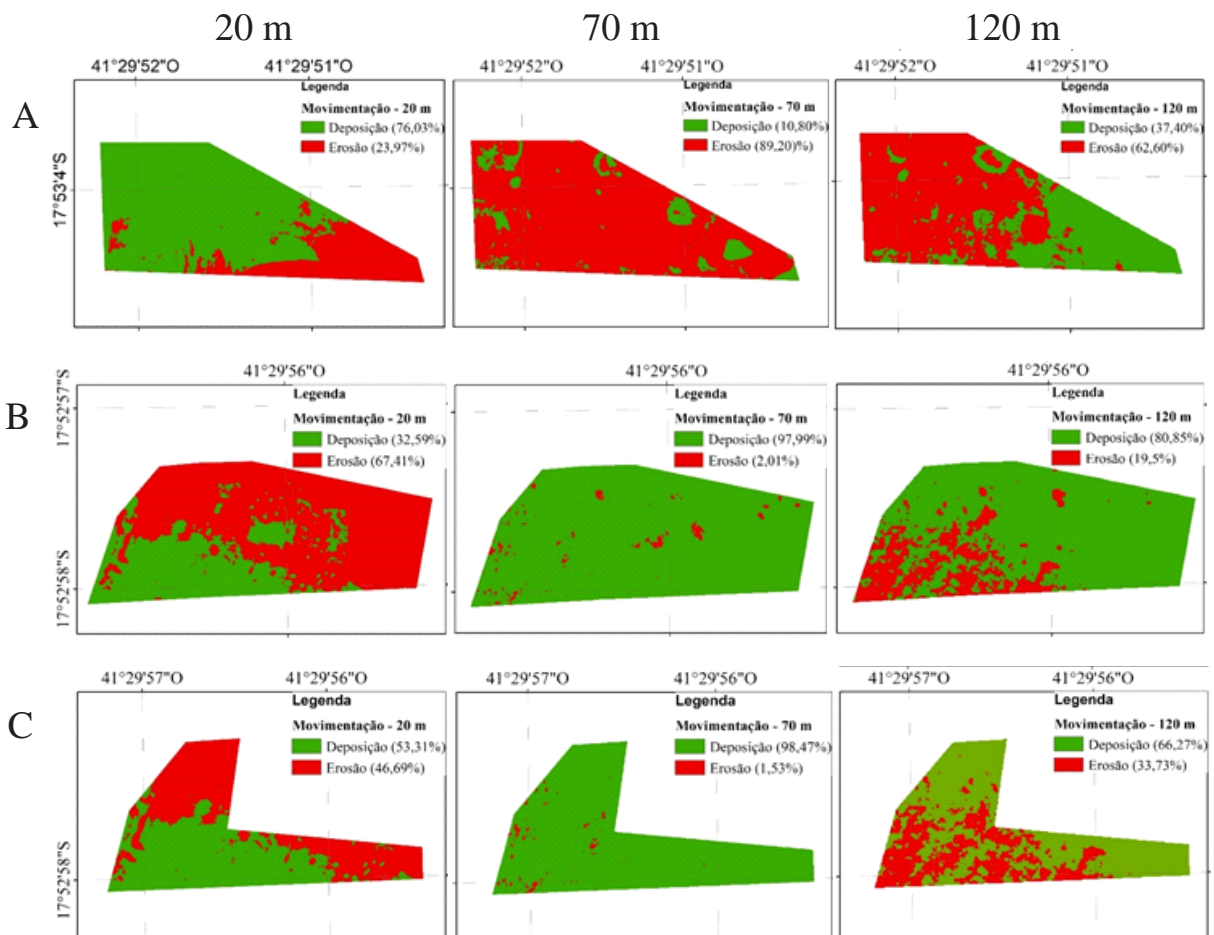 20 m
70 m
120 m
A
41°29'52"O 41°29'51"O
17°53'4"S
Legenda
Movimentação - 20 m
Deposição (76,03%)
Erosão (23,97%)
41°29'52"O 41°29'51"O
Legenda
Movimentação - 70 m
Deposição (10,80%)
Erosão (89,20)%)
41°29'52"O 41°29'51"O
Legenda
Movimentação - 120 m
Deposição (37,40%)
Erosão (62,60%)
B
41°29'56"O
17°52'57"S
17°52'58"S
Legenda
Movimentação - 20 m
Deposição (32,59%)
Erosão (67,41%)
41°29'56"O
Legenda
Movimentação - 70 m
Deposição (97,99%)
Erosão (2,01%)
41°29'56"O
Legenda
Movimentação - 120 m
Deposição (80,85%)
Erosão (19,5%)
C
41°29'57"O 41°29'56"O
17°52'58"S
Legenda
Movimentação - 20 m
Deposição (53,31%)
Erosão (46,69%)
41°29'57"O 41°29'56"O
Legenda
Movimentação - 70 m
Deposição (98,47%)
Erosão (1,53%)
41°29'57"O 41°29'56"O
Legenda
Movimentação - 120 m
Deposição (66,27%)
Erosão (33,73%)